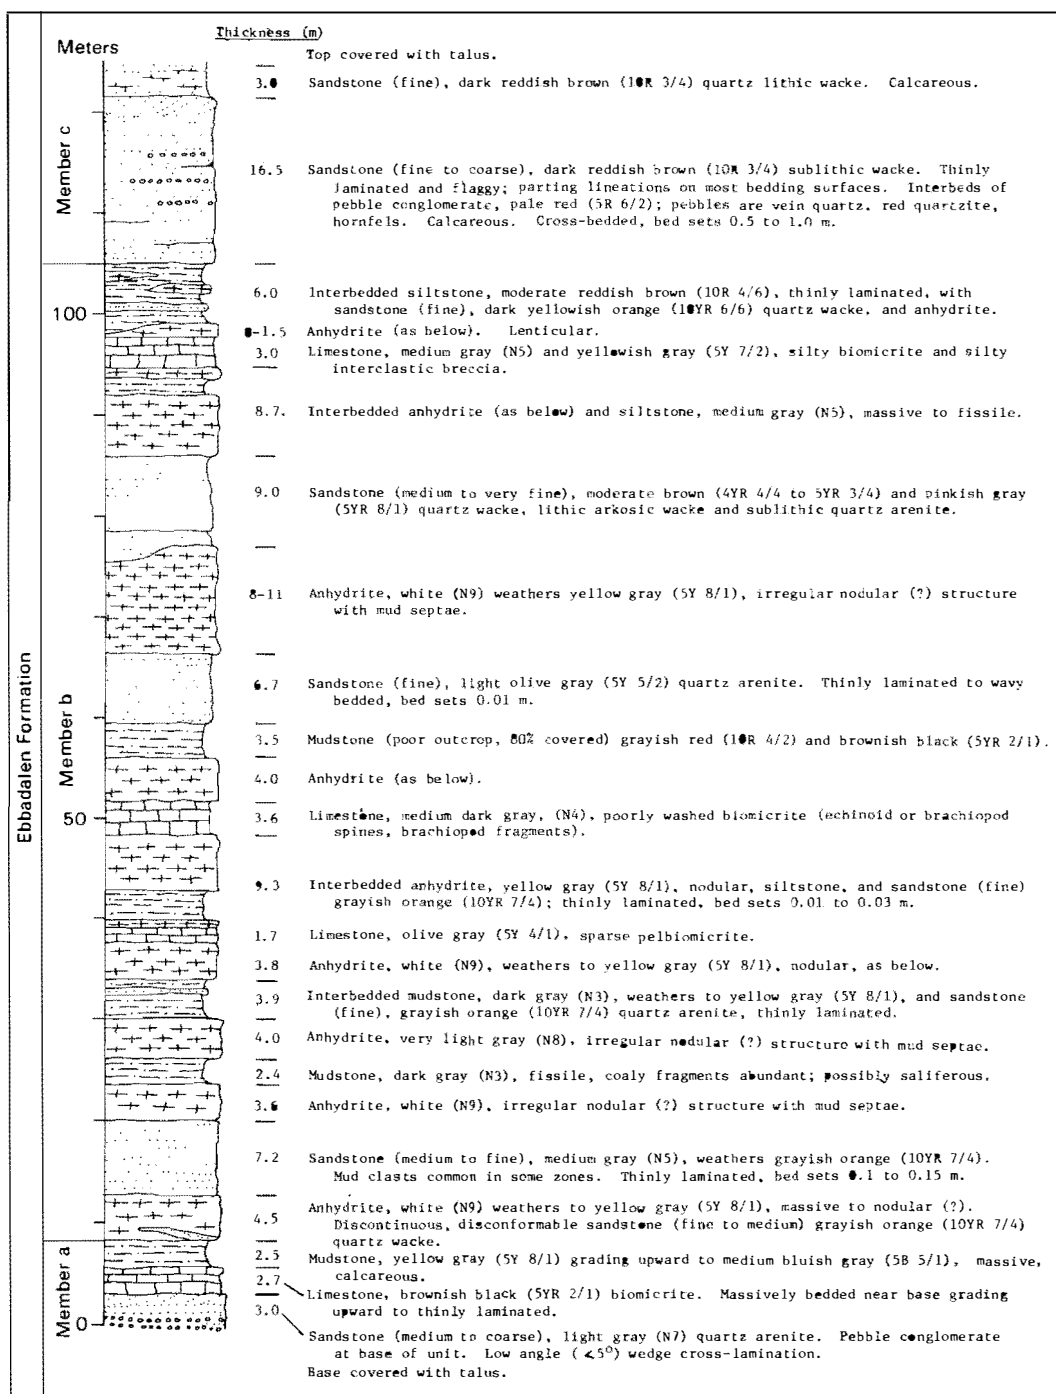 Thickness (m)
Meters
Top covered with talus.
3.0 Sandstone (fine), dark reddish brown (10R 3/4) quartz lithic wacke. Calcareous.
16.5 Sandstone (fine to coarse), dark reddish brown (10R 3/4) sublithic wacke. Thinly
laminated and flaggy; parting lineations on most bedding surfaces. Interbeds of
pebble conglomerate, pale red (5R 6/2); pebbles are vein quartz, red quartzite,
hornfels. Calcareous. Cross-bedded, bed sets 0.5 to 1.0 m.
Member c
6.0 Interbedded siltstone, moderate reddish brown (10R 4/6), thinly laminated, with
sandstone (fine), dark yellowish orange (10YR 6/6) quartz wacke, and anhydrite.
100
0-1.5 Anhydrite (as below). Lenticular.
3.0 Limestone, medium gray (N5) and yellowish gray (5Y 7/2), silty biomicrite and silty
interclastic breccia.
8.7. Interbedded anhydrite (as below) and siltstone, medium gray (N5), massive to fissile.
9.0 Sandstone (medium to very fine), moderate brown (4YR 4/4 to 5YR 3/4) and pinkish gray
(5YR 8/1) quartz wacke, lithic arkosic wacke and sublithic quartz arenite.
8-11 Anhydrite, white (N9) weathers yellow gray (5Y 8/1), irregular nodular (?) structure
with mud septae.
6.7 Sandstone (fine), light olive gray (5Y 5/2) quartz arenite. Thinly laminated to wavy
bedded, bed sets 0.01 m.
Ebbadalen Formation
Member b
3.5 Mudstone (poor outcrop, 80% covered) grayish red (10R 4/2) and brownish black (5YR 2/1).
4.0 Anhydrite (as below).
50
3.6 Limestone, medium dark gray, (N4), poorly washed biomicrite (echinoid or brachiopod
spines, brachiopod fragments).
9.3 Interbedded anhydrite, yellow gray (5Y 8/1), nodular, siltstone, and sandstone (fine)
grayish orange (10YR 7/4); thinly laminated, bed sets 0.01 to 0.03 m.
1.7 Limestone, olive gray (5Y 4/1), sparse pelbiomicrite.
3.8 Anhydrite, white (N9), weathers to yellow gray (5Y 8/1), nodular, as below.
3.9 Interbedded mudstone, dark gray (N3), weathers to yellow gray (5Y 8/1), and sandstone
(fine), grayish orange (10YR 7/4) quartz arenite, thinly laminated.
4.0 Anhydrite, very light gray (N8), irregular nodular (?) structure with mud septae.
2.4 Mudstone, dark gray (N3), fissile, coaly fragments abundant; possibly saliferous.
3.6 Anhydrite, white (N9), irregular nodular (?) structure with mud septae.
7.2 Sandstone (medium to fine), medium gray (N5), weathers grayish orange (10YR 7/4).
Mud clasts common in some zones. Thinly laminated, bed sets 0.1 to 0.15 m.
4.5 Anhydrite, white (N9) weathers to yellow gray (5Y 8/1), massive to nodular (?).
Discontinuous, disconformable sandstone (fine to medium) grayish orange (10YR 7/4)
quartz wacke.
Member a
2.5 Mudstone, yellow gray (5Y 8/1) grading upward to medium bluish gray (5B 5/1), massive,
calcareous.
2.7 Limestone, brownish black (5YR 2/1) biomicrite. Massively bedded near base grading
upward to thinly laminated.
0
3.0 Sandstone (medium to coarse), light gray (N7) quartz arenite. Pebble conglomerate
at base of unit. Low angle (<5°) wedge cross-lamination.
Base covered with talus.